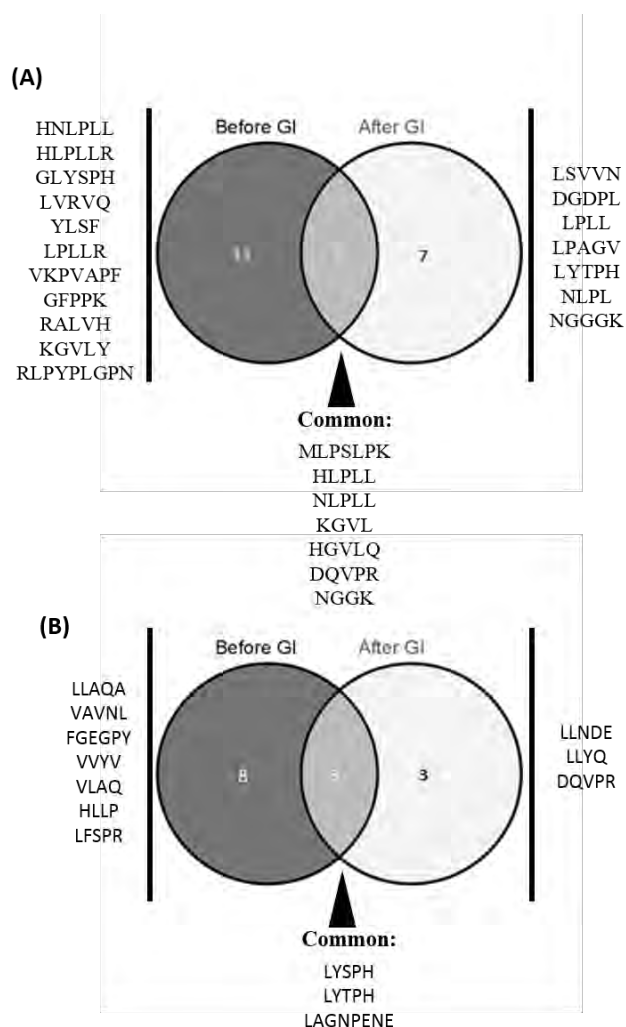 (A)
Before GI After GI
HNLPLL
HLPLLR
GLYSPH
LVRVQ
YLSF
LPLLR
VKPVAPF
GFPPK
RALVH
KGVLY
RLPYPLGPN
11
7
LSVVN
DGDPL
LPLL
LPAGV
LYTPH
NLPL
NGGGK
Common:
MLPSLPK
HLPLL
NLPLL
KGVL
HGVLQ
DQVPR
NGGK
(B)
Before GI After GI
LLAQA
VAVNL
FGEGPY
VVYV
VLAQ
HLLP
LFSPR
8
3
3
LLNDE
LLYQ
DQVPR
Common:
LYSPH
LYTPH
LAGNPENE